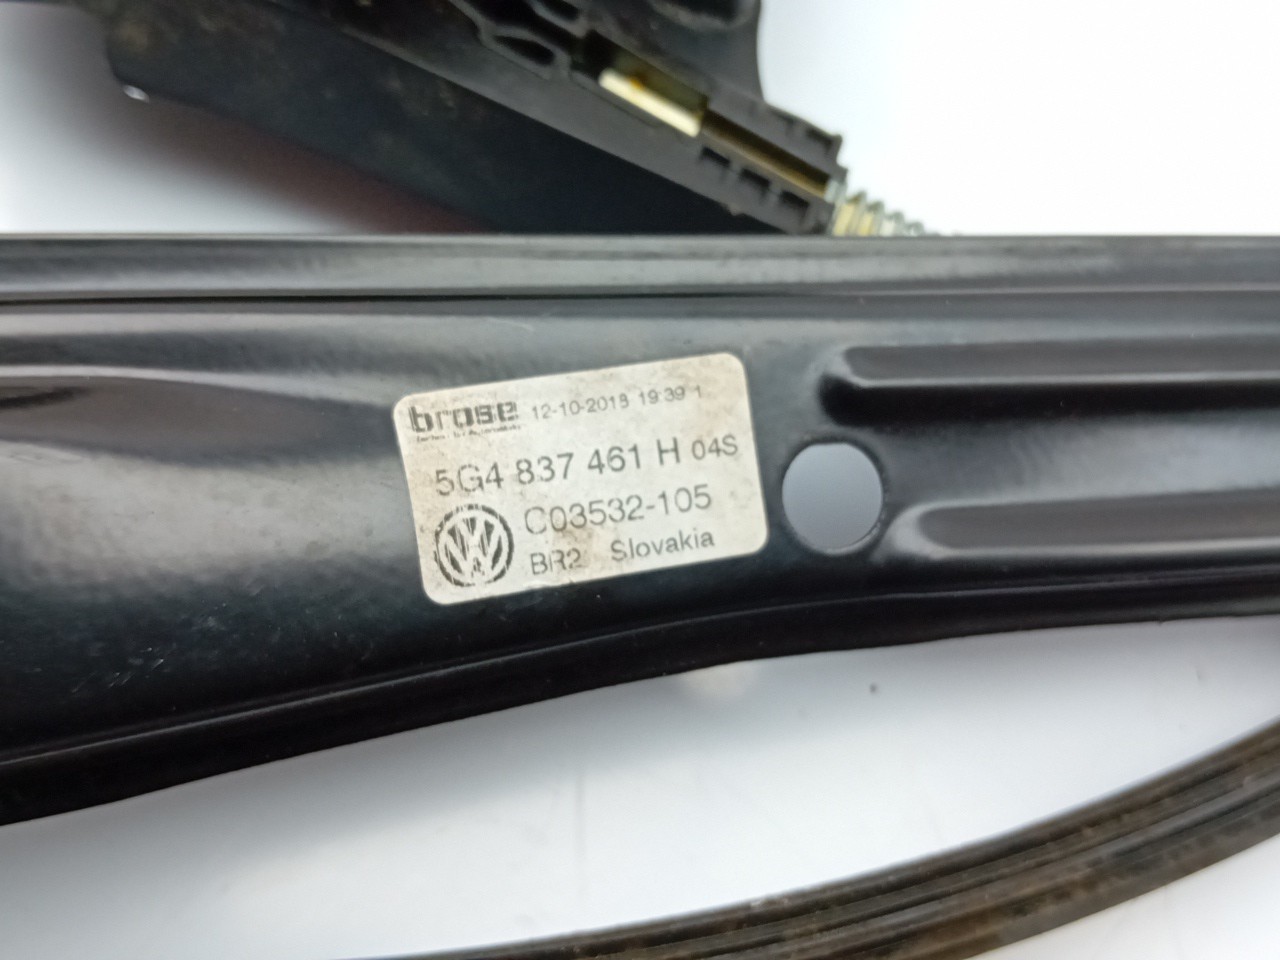 brose 12-10-2018 19:39 1
5G4 837 461 H 04S
C03532-105
BR2 Slovakia